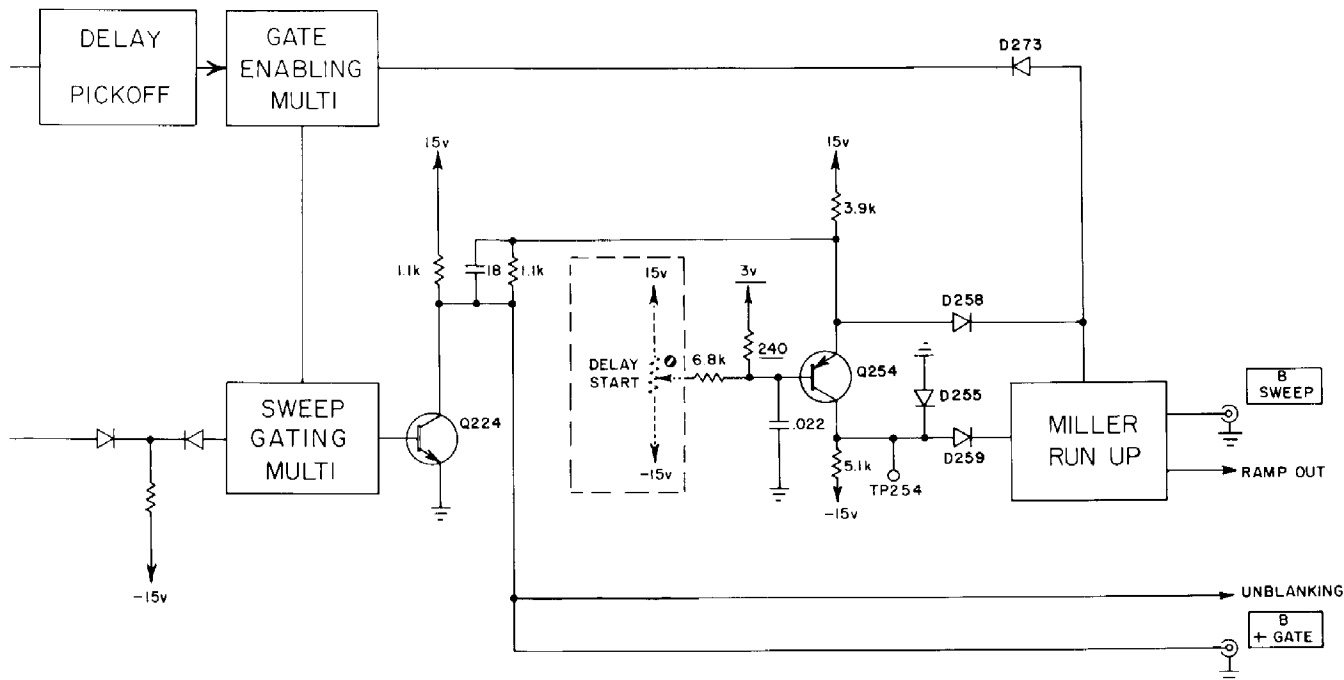 DELAY
PICKOFF
GATE
ENABLING
MULTI
D273
15v
15v
3.9k
1.1k
18
1.1k
15v
3v
D258
DELAY
START
6.8k
240
Q254
D255
B
SWEEP
SWEEP
GATING
MULTI
Q224
.022
D259
MILLER
RUN UP
-15v
5.1k
TP254
-15v
RAMP OUT
-15v
UNBLANKING
B
+ GATE